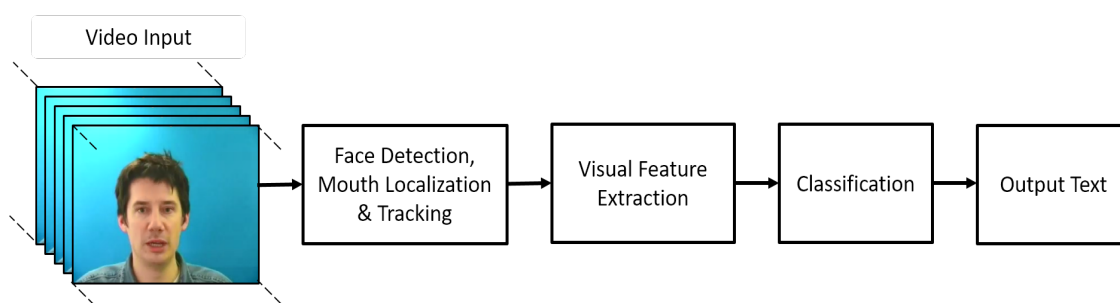 Video Input
Face Detection,
Mouth Localization
& Tracking
Visual Feature
Extraction
Classification
Output Text